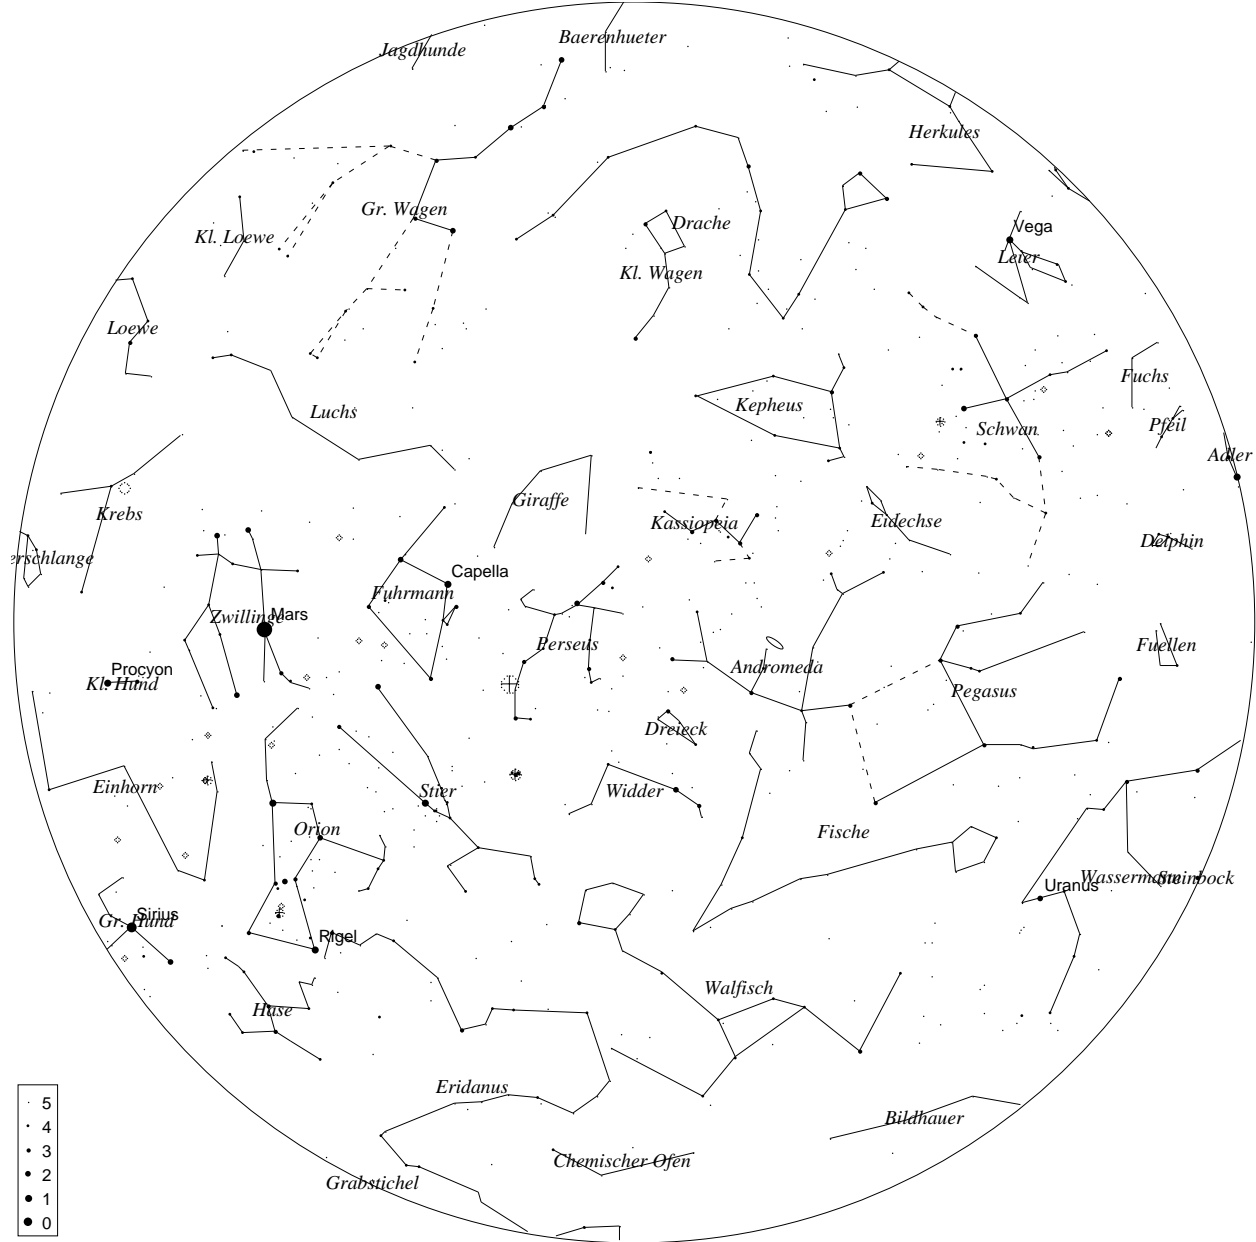 Jagdhunde
Baerenhueter
Herkules
Gr. Wagen
Drache
Vega
Kl. Loewe
Leier
Kl. Wagen
Loewe
Fuchs
Luchs
Kepheus
Pfeil
Schwan
Adler
Giraffe
Krebs
Kassiopeia
Eidechse
Delphin
erschlange
Capella
Fuhrmann
Zwillinge
Mars
Perseus
Fuellen
Andromeda
Procyon
Kl. Hund
Pegasus
Dreieck
Einhorn
Stier
Widder
Orion
Fische
Wassermann
Steinbock
Uranus
Sirius
Gr. Hund
Rigel
Walfisch
Hase
Eridanus
Bildhauer
Chemischer Ofen
Grabstichel
5
4
3
2
1
0